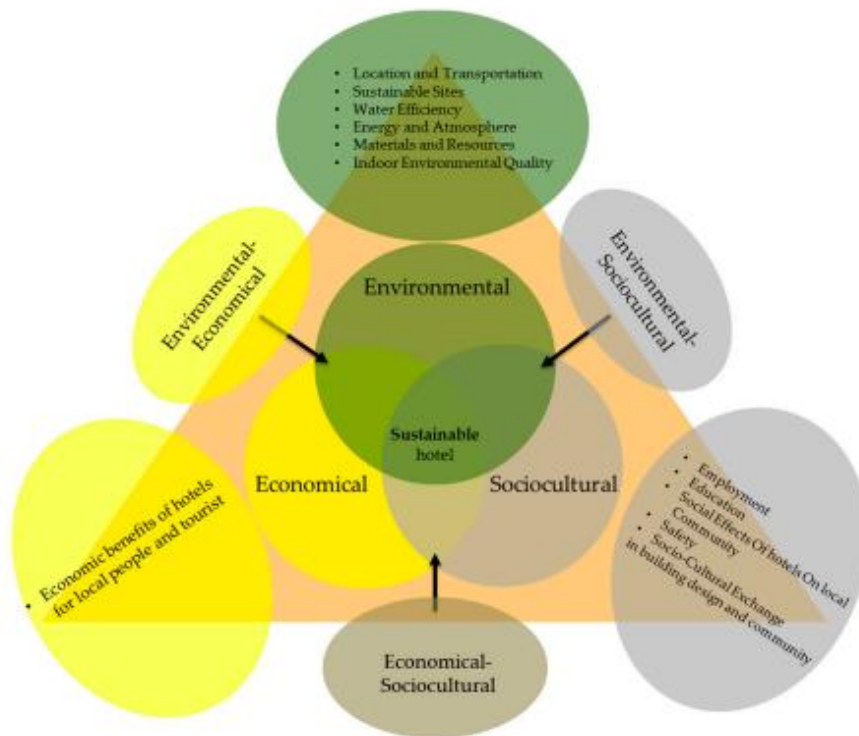 • Location and Transportation
• Sustainable Sites
• Water Efficiency
• Energy and Atmosphere
• Materials and Resources
• Indoor Environmental Quality
Environmental-
Economical
Environmental-
Sociocultural
Environmental
Sustainable
hotel
Economical
Sociocultural
• Economic benefits of hotels
for local people and tourist
• Employment
• Education
• Social Effects Of hotels On local
Community
• Safety
• Socio-Cultural Exchange
in building design and community
Economical-
Sociocultural